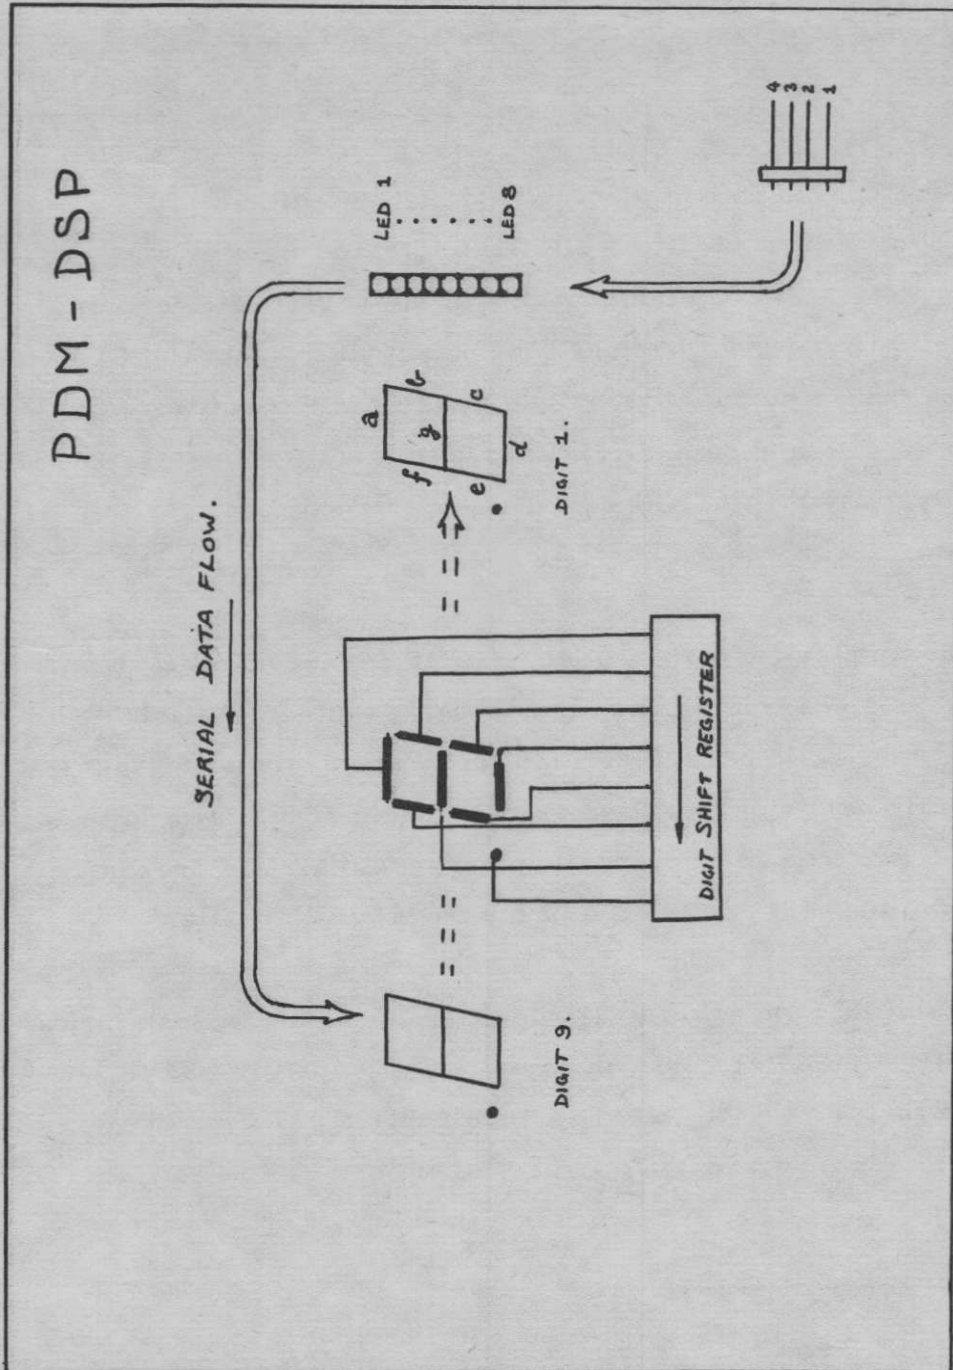 PDM-DSP
SERIAL DATA FLOW.
LED 1
LED 8
a
b
f
g
c
e
d
DIGIT 9.
DIGIT 1.
DIGIT SHIFT REGISTER
4
3
2
1